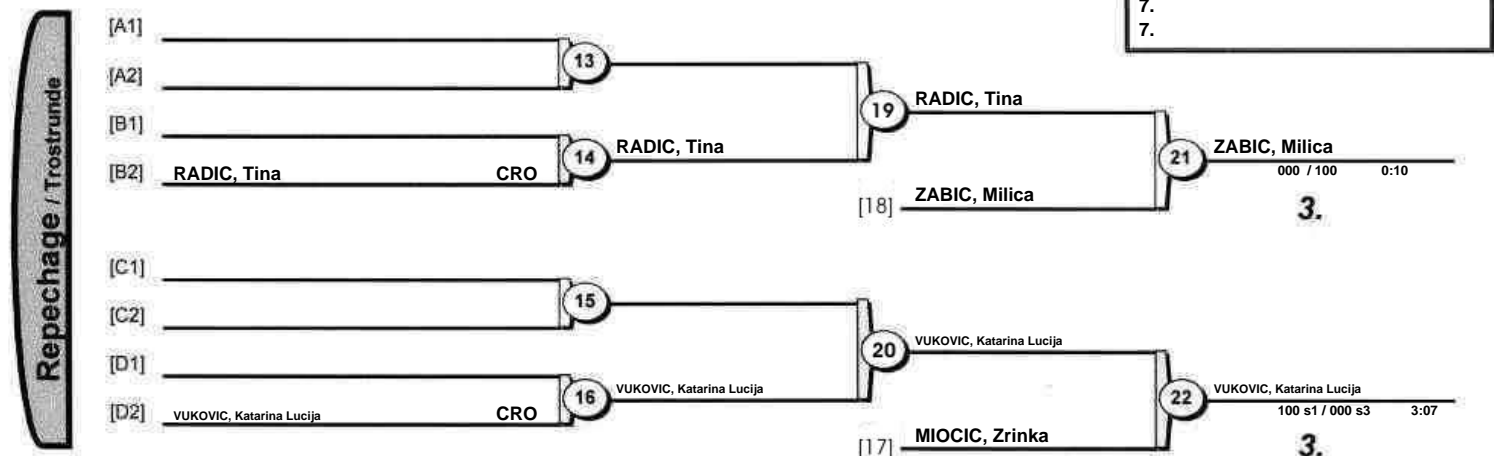 7.
7.
Repechage / Trostrunde
[A1]
13
[A2]
19 RADIC, Tina
[B1]
14 RADIC, Tina
21 ZABIC, Milica
[B2] RADIC, Tina CRO
000 / 100 0:10
[18] ZABIC, Milica
3.
[C1]
15
[C2]
20 VUKOVIC, Katarina Lucija
[D1]
16 VUKOVIC, Katarina Lucija
22 VUKOVIC, Katarina Lucija
[D2] VUKOVIC, Katarina Lucija CRO
100 s1 / 000 s3 3:07
[17] MIOCIC, Zrinka
3.